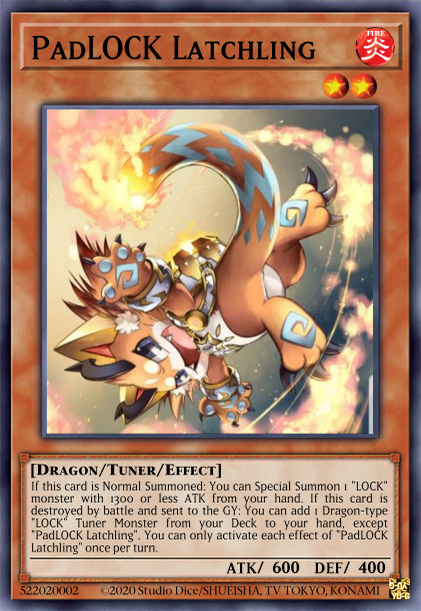 PadLOCK Latchling
FIRE
炎
[Dragon/Tuner/Effect]
If this card is Normal Summoned: You can Special Summon 1 "LOCK"
monster with 1300 or less ATK from your hand. If this card is
destroyed by battle and sent to the GY: You can add 1 Dragon-type
"LOCK" Tuner Monster from your Deck to your hand, except
"PadLOCK Latchling". You can only activate each effect of "PadLOCK
Latchling" once per turn.
ATK/ 600 DEF/ 400
522020002 ©2020 Studio Dice/SHUEISHA, TV TOKYO, KONAMI